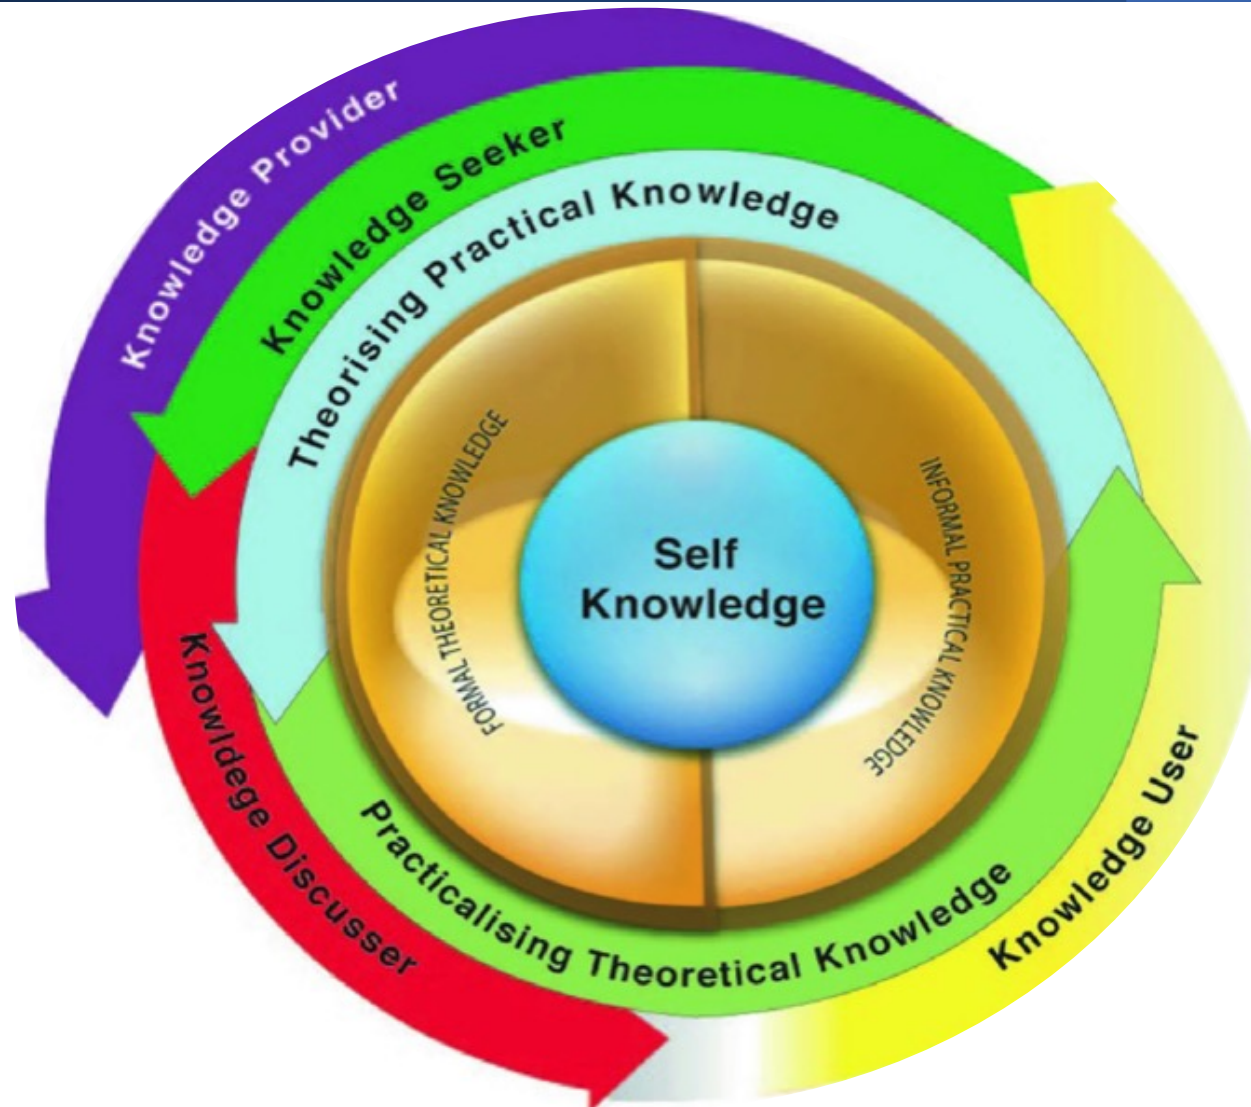 Knowledge Provider
Knowledge Seeker
Theorising Practical Knowledge
FORMAL THEORETICAL KNOWLEDGE
INFORMAL PRACTICAL KNOWLEDGE
Self
Knowledge
Knowldege Discusser
Practicalising Theoretical Knowledge
Knowledge User